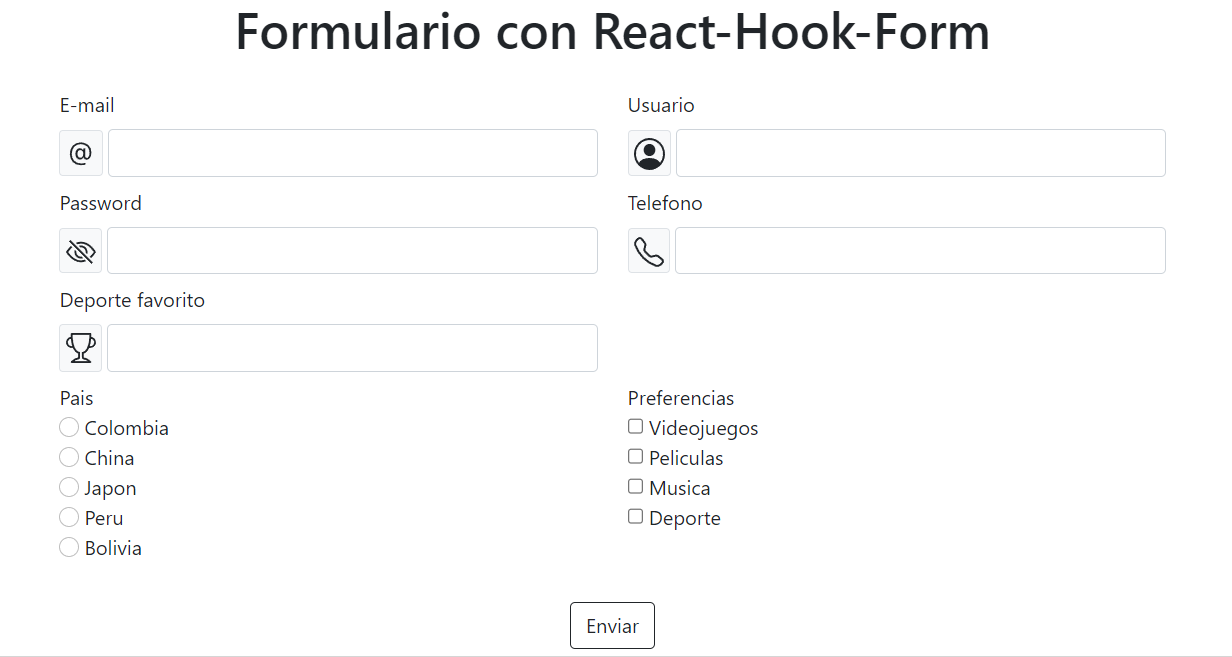 Formulario con React-Hook-Form
E-mail
Usuario
@
Password
Telefono
Deporte favorito
Pais
Colombia
China
Japon
Peru
Bolivia
Preferencias
Videojuegos
Peliculas
Musica
Deporte
Enviar